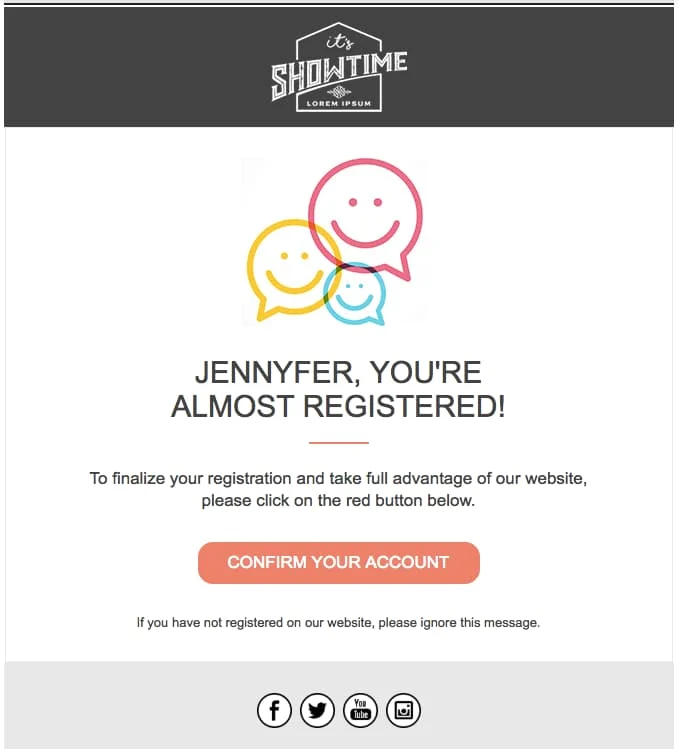 it's
SHOWTIME
LOREM IPSUM
JENNYFER, YOU'RE
ALMOST REGISTERED!
To finalize your registration and take full advantage of our website,
please click on the red button below.
CONFIRM YOUR ACCOUNT
If you have not registered on our website, please ignore this message.
You
Tube